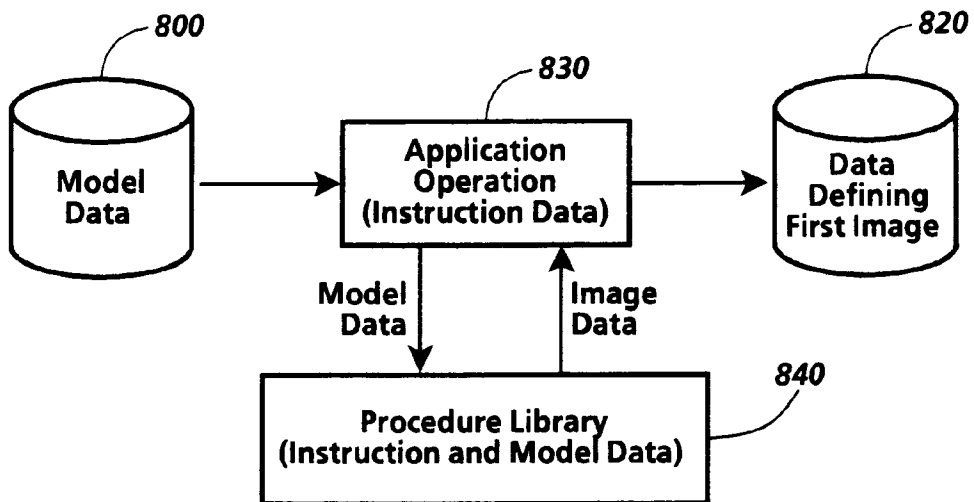 800
820
830
Model
Data
Application
Operation
(Instruction Data)
Data
Defining
First Image
Model
Data
Image
Data
840
Procedure Library
(Instruction and Model Data)